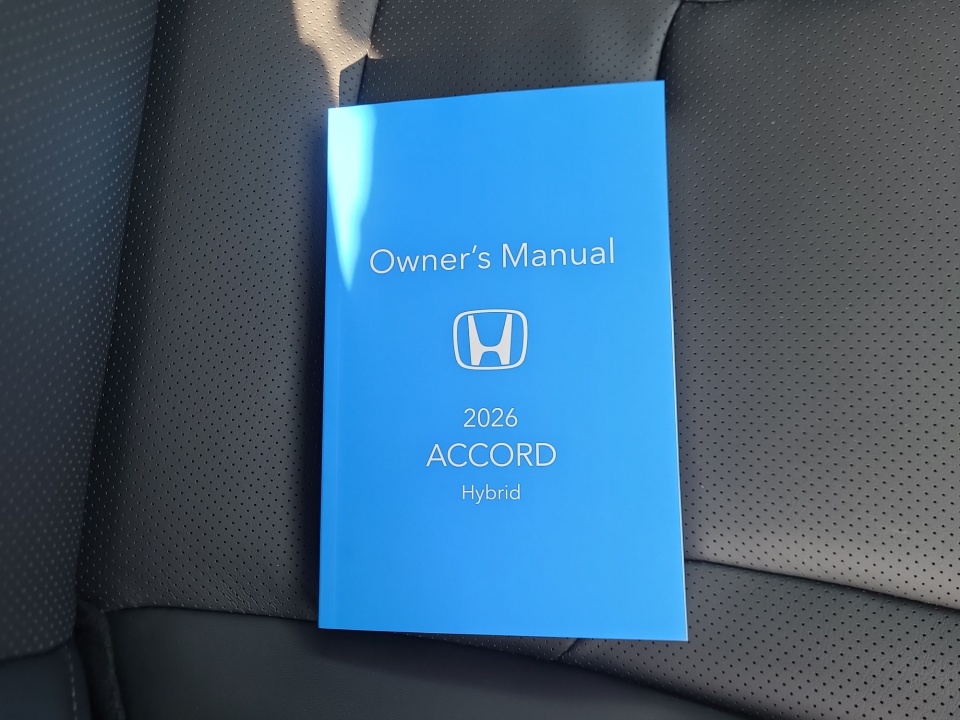 Owner's Manual
2026
ACCORD
Hybrid